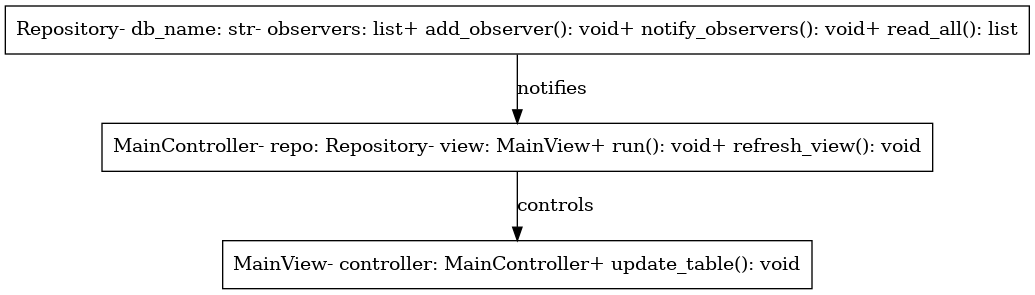 Repository- db_name: str- observers: list+ add_observer(): void+ notify_observers(): void+ read_all(): list
notifies
MainController- repo: Repository- view: MainView+ run(): void+ refresh_view(): void
controls
MainView- controller: MainController+ update_table(): void